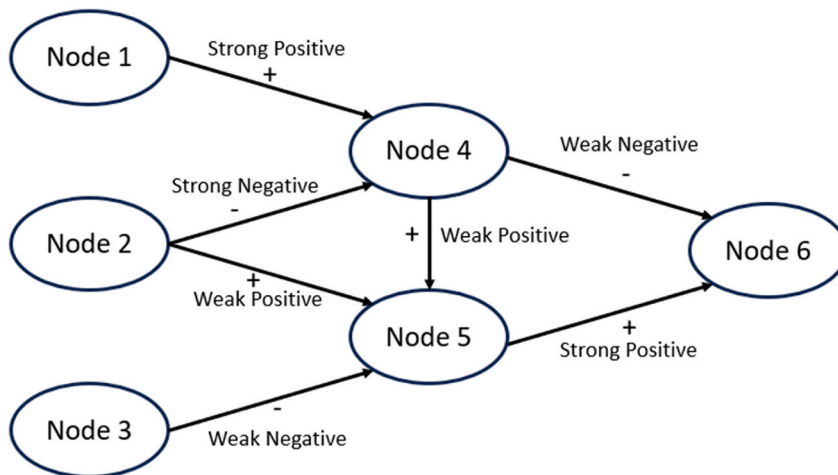 Node 1
Strong Positive
+
Node 4
Weak Negative
-
Strong Negative
-
Node 2
+
Weak Positive
Node 6
+
Weak Positive
Node 5
+
Strong Positive
-
Weak Negative
Node 3